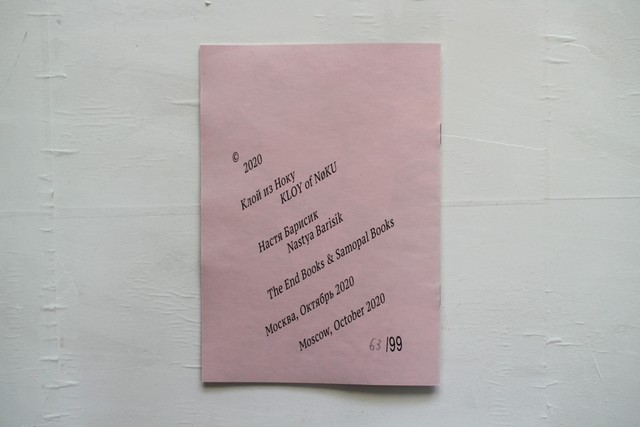 © 2020
Клой из Ноку
KLOY of NøKU
Настя Барисик
Nastya Barisik
The End Books & Samopal Books
Москва, Октябрь 2020
Moscow, October 2020
63 /99